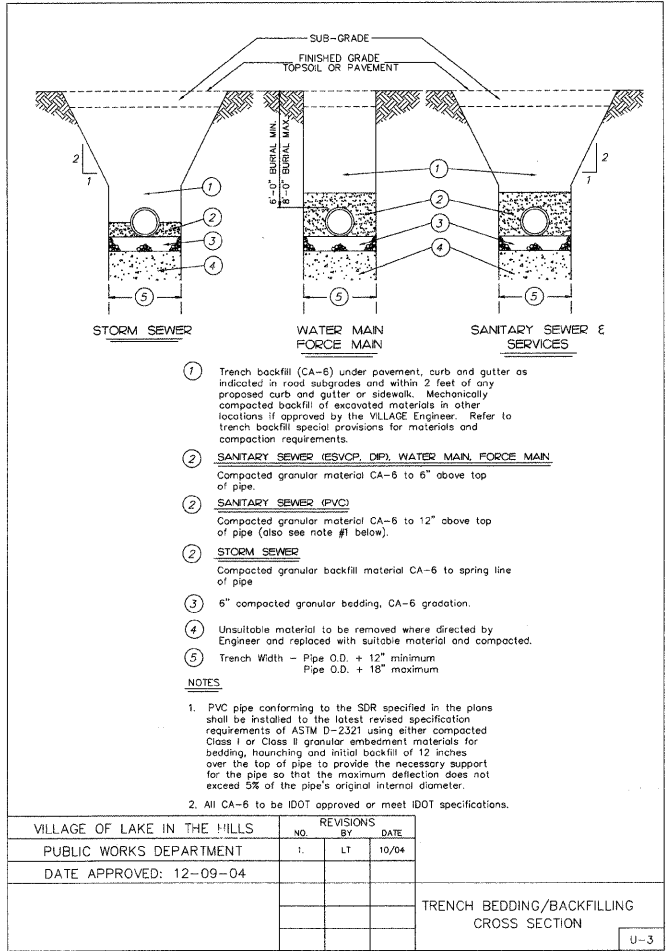 SUB-GRADE
FINISHED GRADE
TOPSOIL OR PAVEMENT
6'-0" BURIAL MIN.
8'-0" BURIAL MAX.
2
1
2
1
1
2
3
4
5
5
1
2
3
4
5
STORM SEWER
WATER MAIN
FORCE MAIN
SANITARY SEWER &
SERVICES
1 Trench backfill (CA-6) under pavement, curb and gutter as
indicated in road subgrades and within 2 feet of any
proposed curb and gutter or sidewalk. Mechanically
compacted backfill of excavated materials in other
locations if approved by the VILLAGE Engineer. Refer to
trench backfill special provisions for materials and
compaction requirements.
2 SANITARY SEWER (ESVCP, DIP), WATER MAIN, FORCE MAIN
Compacted granular material CA-6 to 6" above top
of pipe.
2 SANITARY SEWER (PVC)
Compacted granular material CA-6 to 12" above top
of pipe (also see note #1 below).
2 STORM SEWER
Compacted granular backfill material CA-6 to spring line
of pipe
3 6" compacted granular bedding, CA-6 gradation.
4 Unsuitable material to be removed where directed by
Engineer and replaced with suitable material and compacted.
5 Trench Width - Pipe O.D. + 12" minimum
Pipe O.D. + 18" maximum
NOTES
1. PVC pipe conforming to the SDR specified in the plans
shall be installed to the latest revised specification
requirements of ASTM D-2321 using either compacted
Class I or Class II granular embedment materials for
bedding, haunching and initial backfill of 12 inches
over the top of pipe to provide the necessary support
for the pipe so that the maximum deflection does not
exceed 5% of the pipe's original internal diameter.
2. All CA-6 to be IDOT approved or meet IDOT specifications.
VILLAGE OF LAKE IN THE HILLS
PUBLIC WORKS DEPARTMENT
DATE APPROVED: 12-09-04
REVISIONS
NO. BY DATE
1. LT 10/04
TRENCH BEDDING/BACKFILLING
CROSS SECTION
U-3